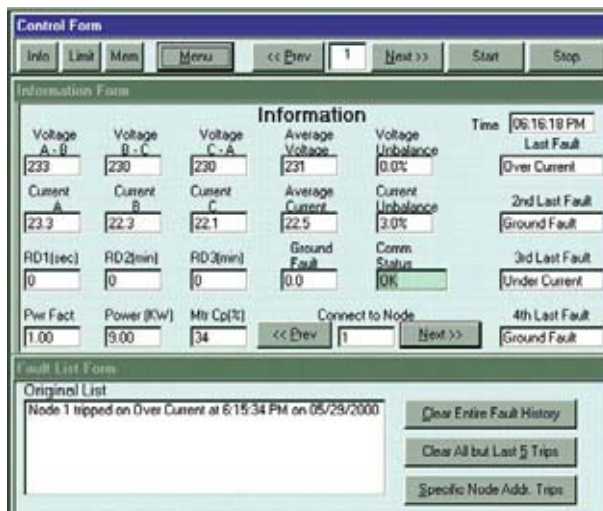 Control Form
Info Limit Mem Menu << Prev 1 Next >> Start Stop
Information Form
Information
Time 06:16:18 PM
Voltage A - B Voltage B - C Voltage C - A Average Voltage Voltage Unbalance Last Fault
233 230 230 231 0.0% Over Current
Current A Current B Current C Average Current Current Unbalance 2nd Last Fault
23.3 22.3 22.1 22.5 3.0% Ground Fault
RD1(sec) RD2(min) RD3(min) Ground Fault Comm. Status 3rd Last Fault
0 0 0 0.0 OK Under Current
Pwr Fact Power (KW) Mtr Cp(%) Connect to Node 4th Last Fault
1.00 9.00 34 << Prev 1 Next >> Ground Fault
Fault List Form
Original List
Node 1 tripped on Over Current at 6:15:34 PM on 05/29/2000
Clear Entire Fault History
Clear All but Last 5 Trips
Specific Node Addr. Trips